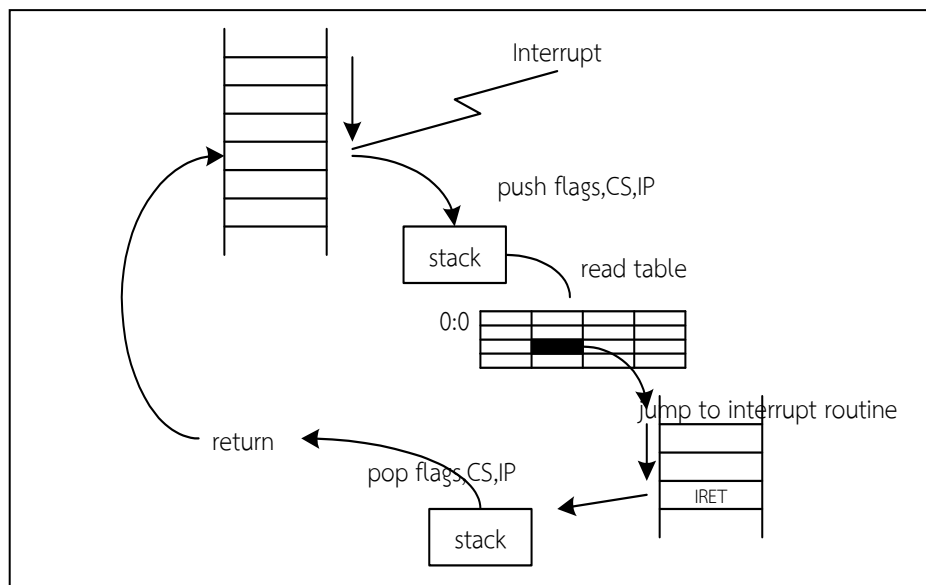 Interrupt
push flags,CS,IP
stack
read table
0:0
jump to interrupt routine
return
pop flags,CS,IP
IRET
stack